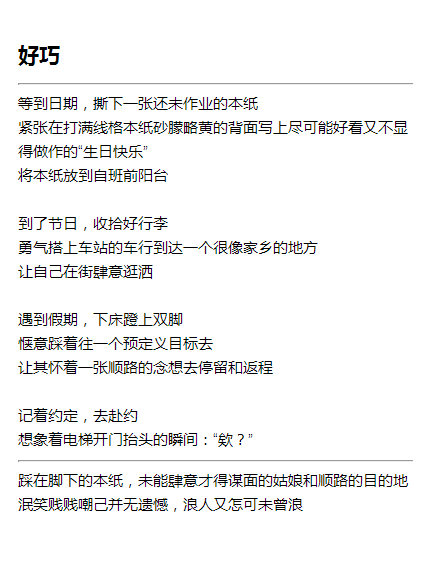 好巧
等到日期，撕下一张还未作业的本纸
紧张在打满线格本纸砂朦略黄的背面写上尽可能好看又不显
得做作的“生日快乐”
将本纸放到自班前阳台
到了节日，收拾好行李
勇气搭上车站的车行到达一个很像家乡的地方
让自己在街肆意逛洒
遇到假期，下床蹬上双脚
惬意踩着往一个预定义目标去
让其怀着一张顺路的念想去停留和返程
记着约定，去赴约
想象着电梯开门抬头的瞬间：“欸？”
踩在脚下的本纸，未能肆意才得谋面的姑娘和顺路的目的地
泯笑贱贱嘲己并无遗憾，浪人又怎可未曾浪